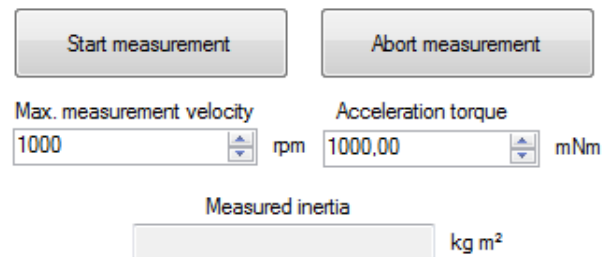 Start measurement Abort measurement
Max. measurement velocity Acceleration torque
1000 rpm 1000,00 mNm
Measured inertia
kg m²